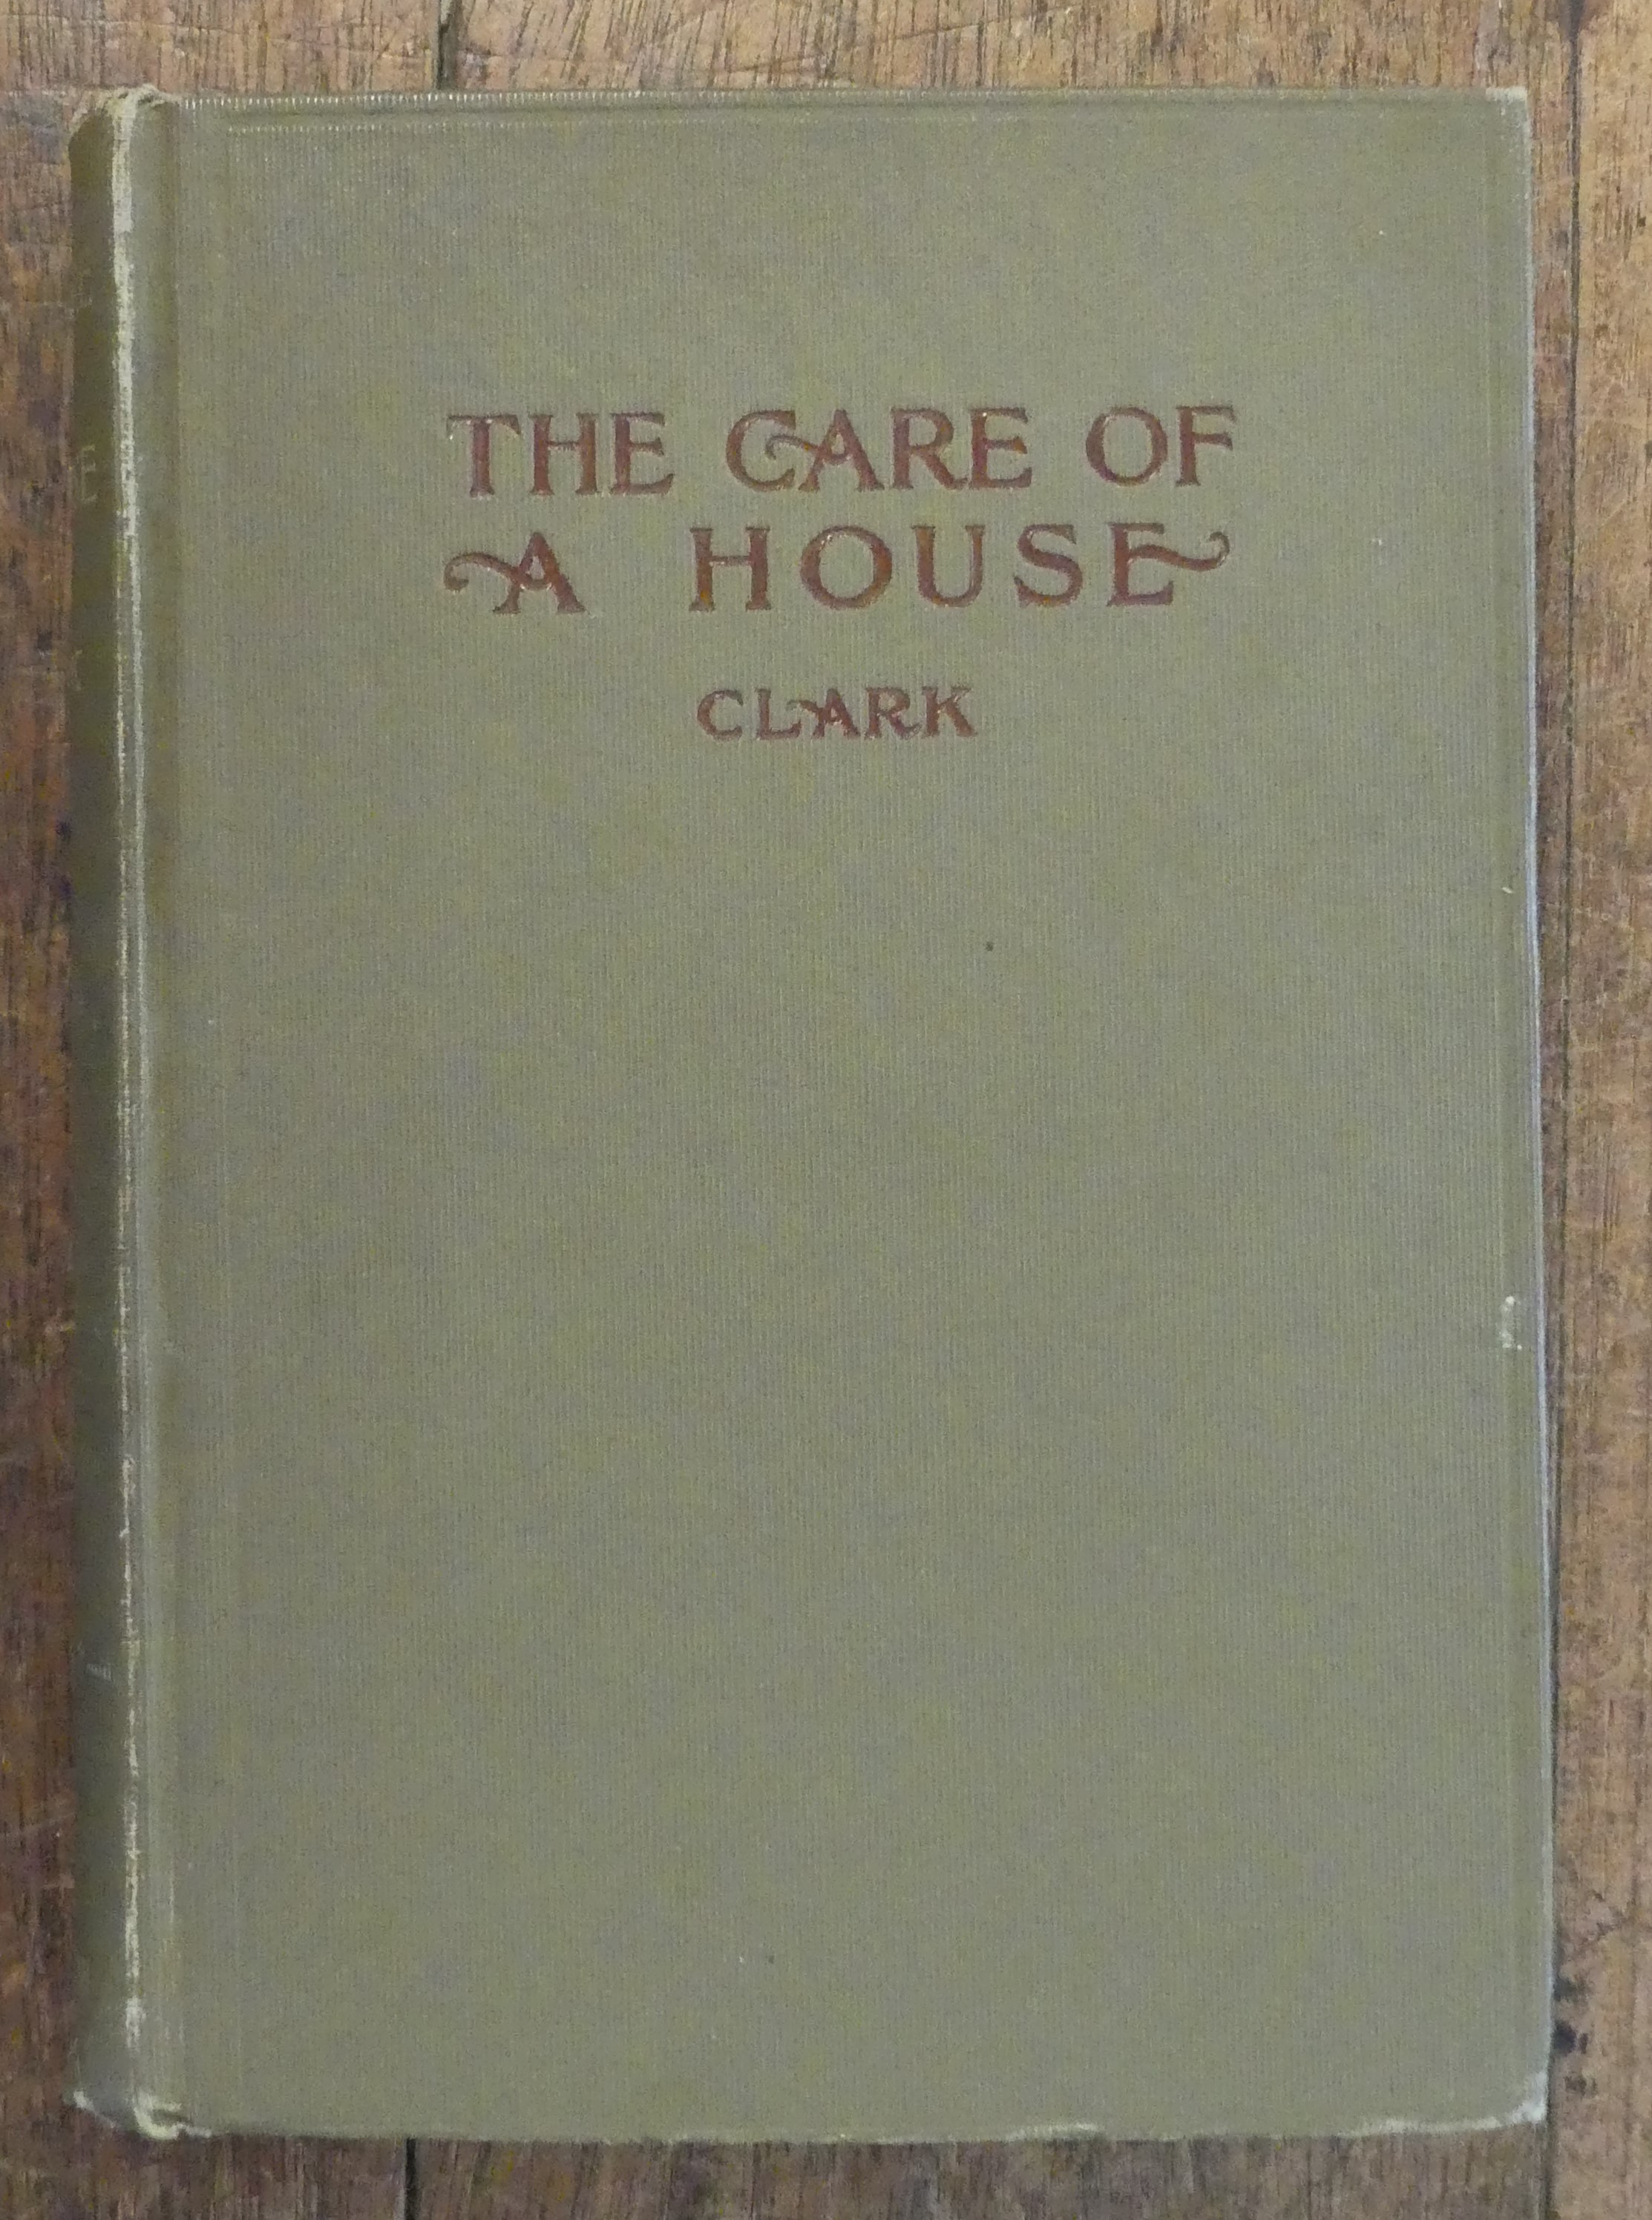 THE CARE OF
A HOUSE
CLARK